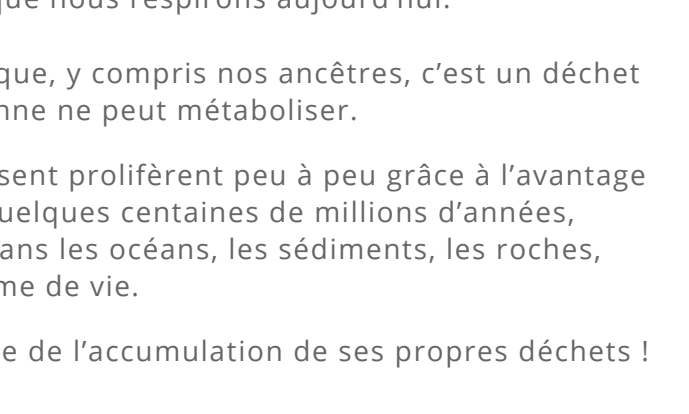 que nous respirons aujourd'hui.
que, y compris nos ancêtres, c’est un déchet
nne ne peut métaboliser.
sent prolifèrent peu à peu grâce à l’avantage
uelques centaines de millions d’années,
ans les océans, les sédiments, les roches,
me de vie.
e de l’accumulation de ses propres déchets !